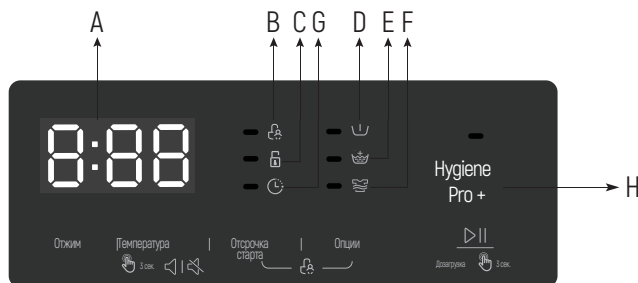 A B C G D E F
8:88
Hygiene
Pro +
H
Отжим |Температура | Отсрочка
старта | Опции
3 сек.
Дозагрузка 3 сек.